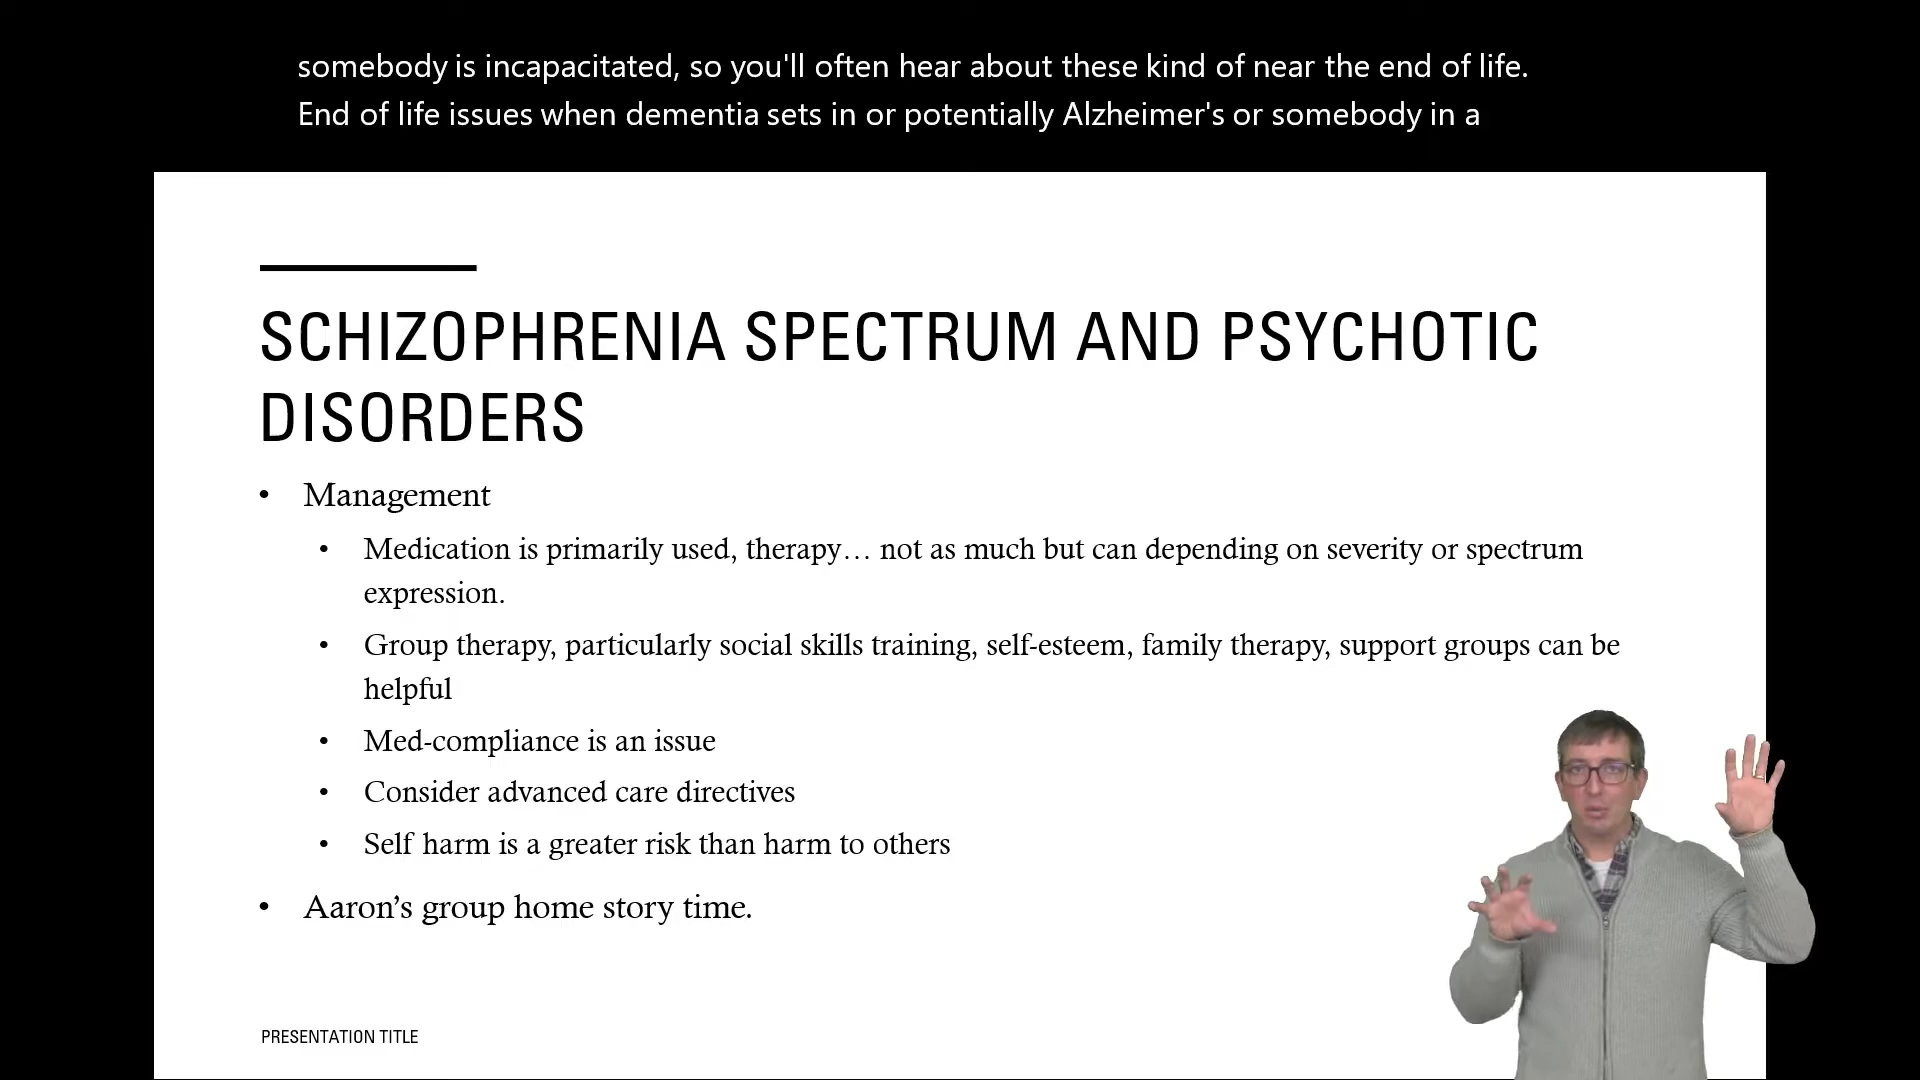 somebody is incapacitated, so you'll often hear about these kind of near the end of life.
End of life issues when dementia sets in or potentially Alzheimer's or somebody in a
SCHIZOPHRENIA SPECTRUM AND PSYCHOTIC
DISORDERS
• Management
• Medication is primarily used, therapy… not as much but can depending on severity or spectrum
expression.
• Group therapy, particularly social skills training, self-esteem, family therapy, support groups can be
helpful
• Med-compliance is an issue
• Consider advanced care directives
• Self harm is a greater risk than harm to others
• Aaron’s group home story time.
PRESENTATION TITLE